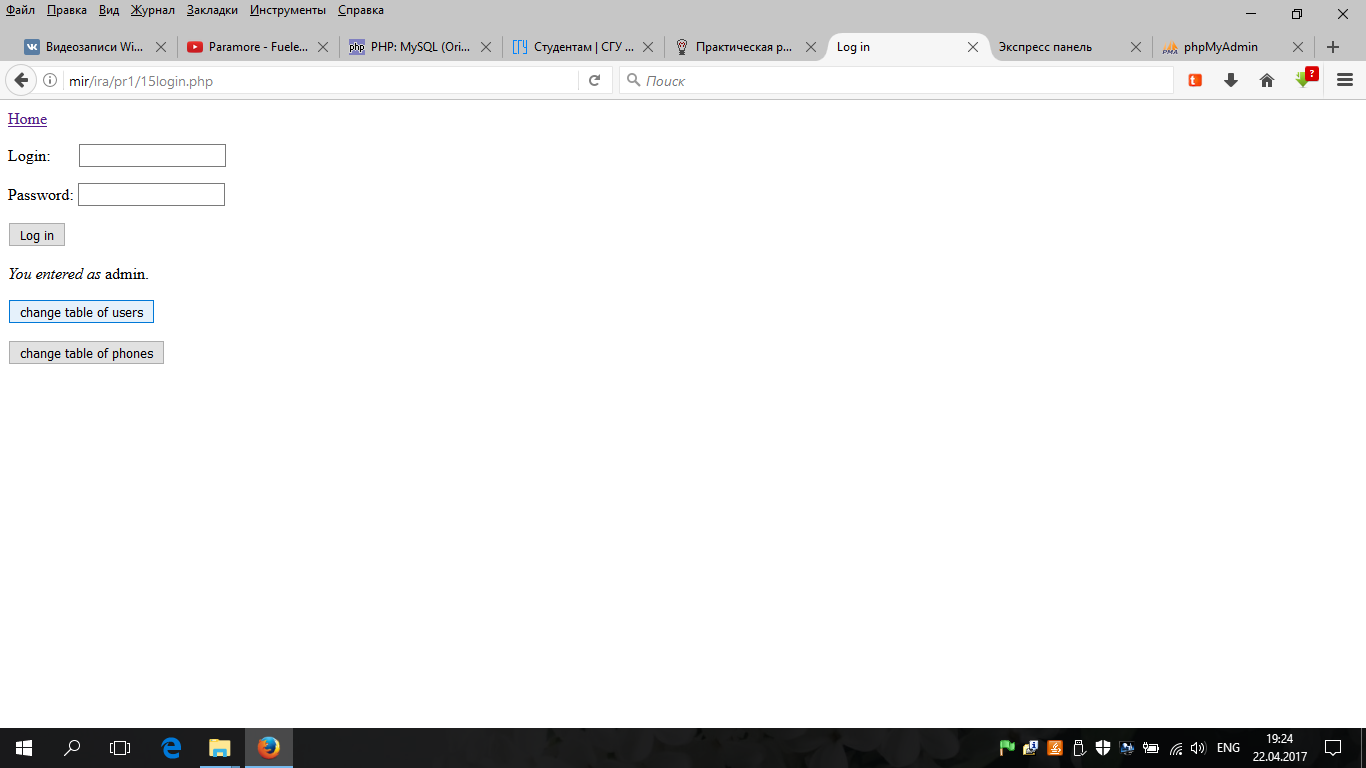 Файл Правка Вид Журнал Закладки Инструменты Справка
Видеозаписи Wi... Paramore - Fuele... php PHP: MySQL (Ori... Студентам | СГУ ... Практическая р... Log in Экспресс панель PMA phpMyAdmin
mir/ira/pr1/15login.php Поиск t ?
Home
Login:
Password:
Log in
You entered as admin.
change table of users
change table of phones
ENG 19:24
22.04.2017